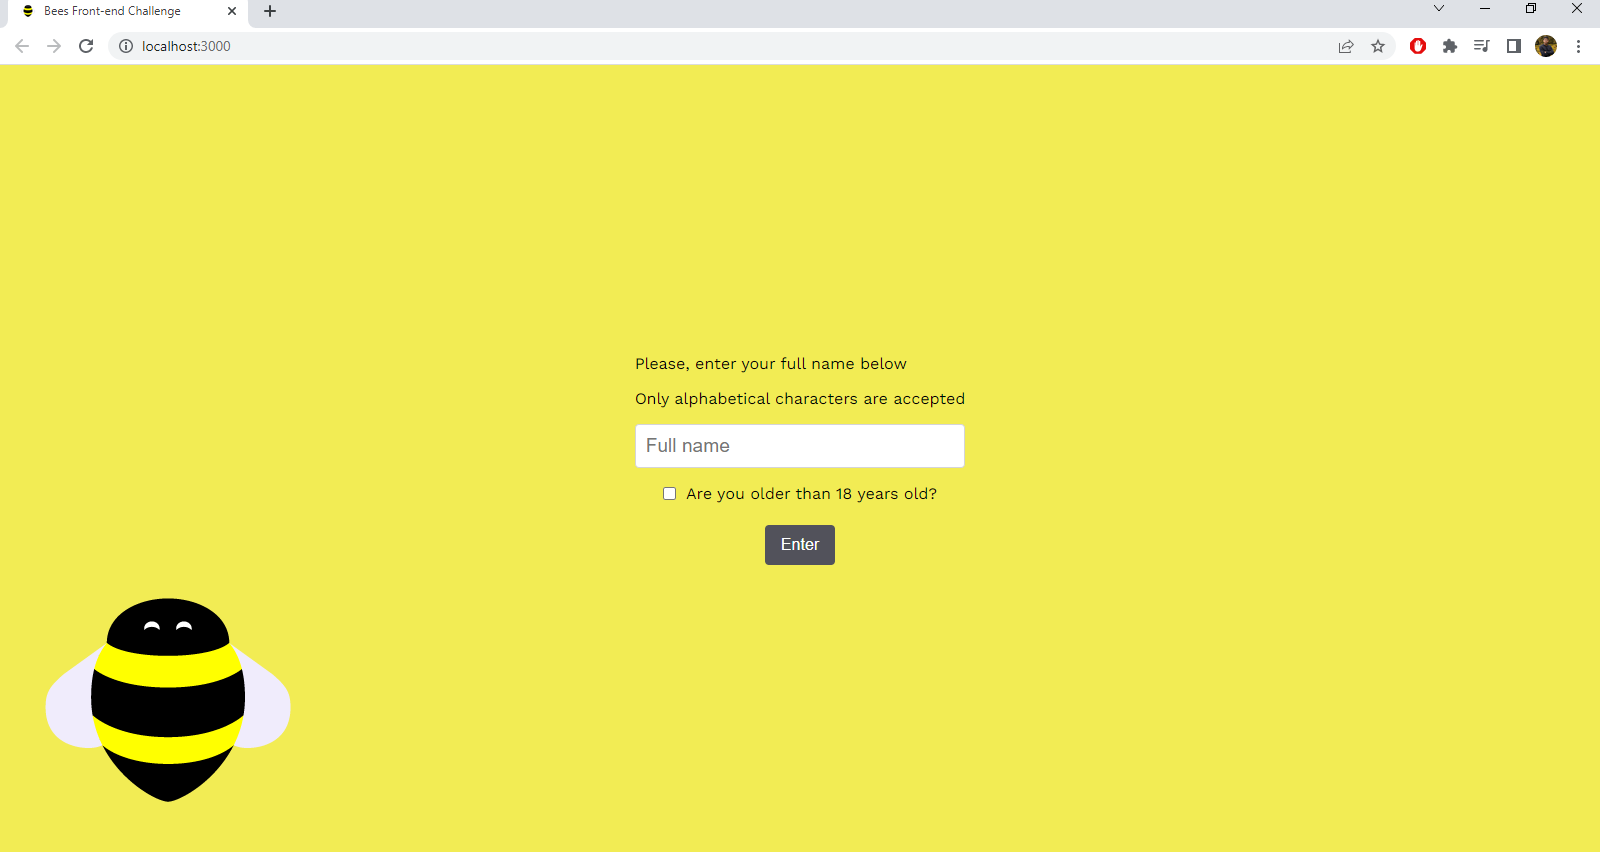 Bees Front-end Challenge
localhost:3000
Please, enter your full name below
Only alphabetical characters are accepted
Full name
Are you older than 18 years old?
Enter